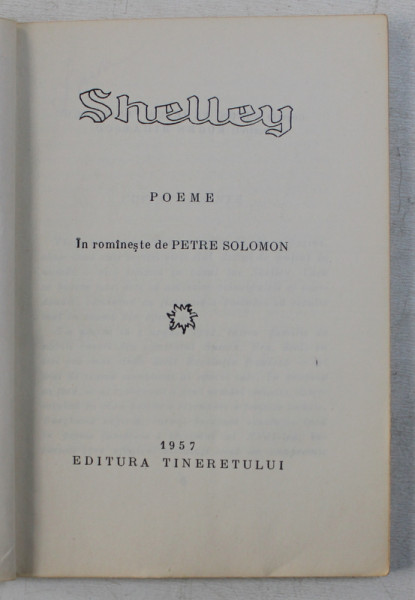 Shelley
POEME
În romînește de PETRE SOLOMON
1957
EDITURA TINERETULUI